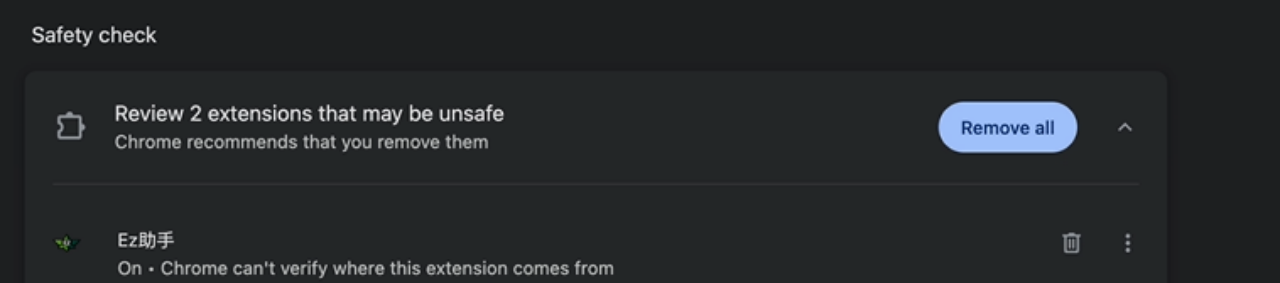 Safety check
Review 2 extensions that may be unsafe
Chrome recommends that you remove them
Remove all
Ez助手
On • Chrome can't verify where this extension comes from